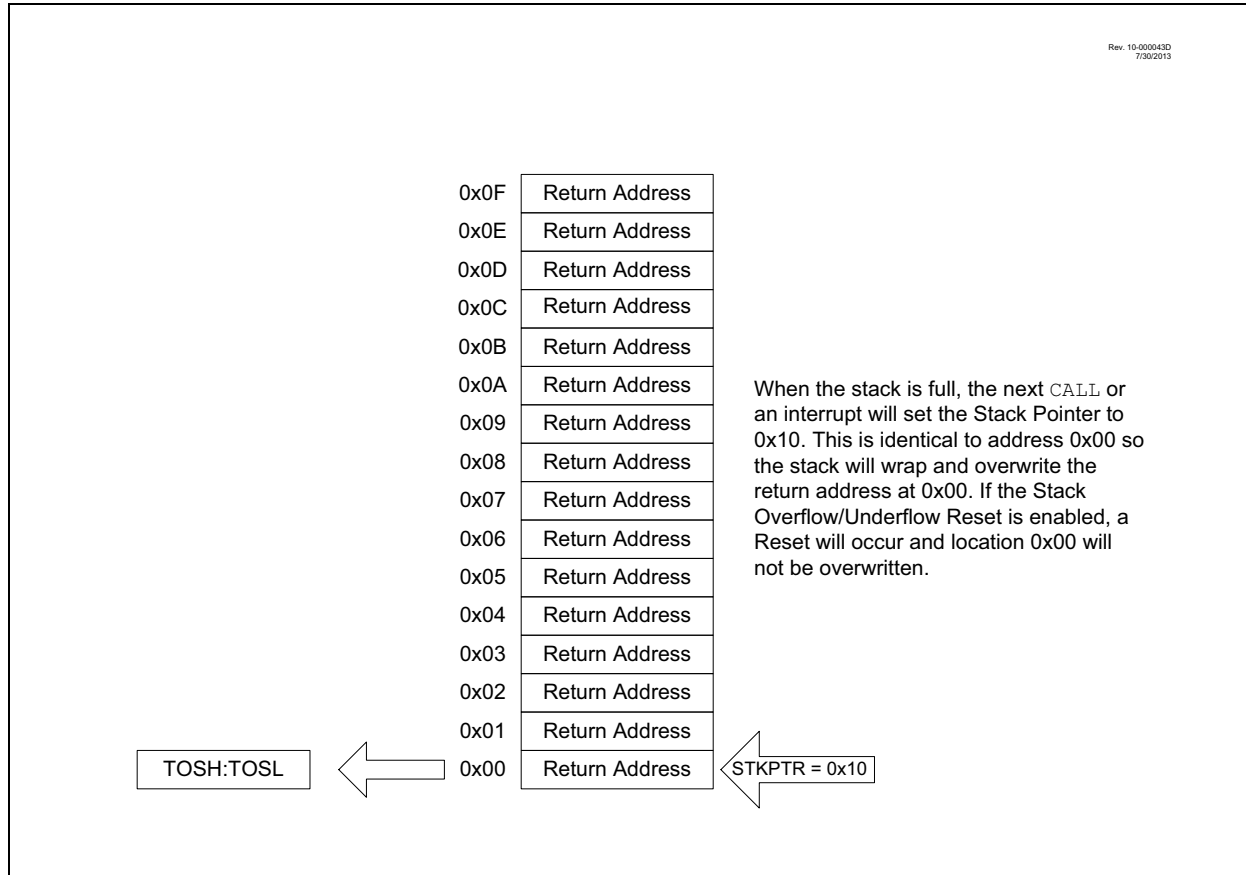 Rev. 10-000043D
7/30/2013
0x0F Return Address
0x0E Return Address
0x0D Return Address
0x0C Return Address
0x0B Return Address
0x0A Return Address
0x09 Return Address
0x08 Return Address
0x07 Return Address
0x06 Return Address
0x05 Return Address
0x04 Return Address
0x03 Return Address
0x02 Return Address
0x01 Return Address
TOSH:TOSL 0x00 Return Address STKPTR = 0x10
When the stack is full, the next CALL or
an interrupt will set the Stack Pointer to
0x10. This is identical to address 0x00 so
the stack will wrap and overwrite the
return address at 0x00. If the Stack
Overflow/Underflow Reset is enabled, a
Reset will occur and location 0x00 will
not be overwritten.